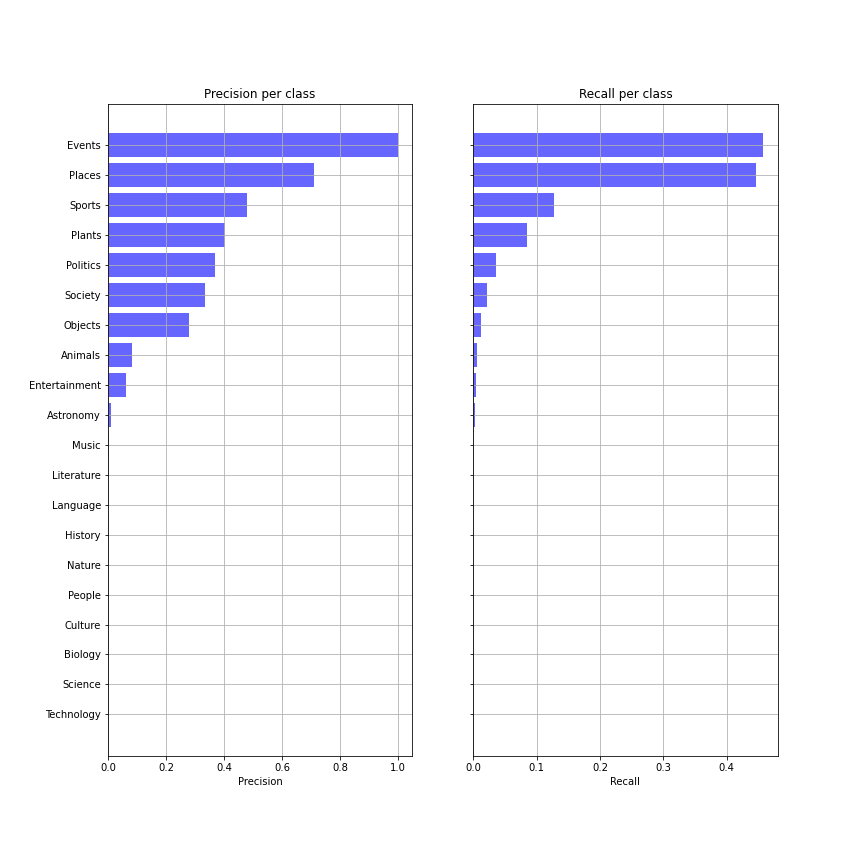 Precision per class
Recall per class
Events
Places
Sports
Plants
Politics
Society
Objects
Animals
Entertainment
Astronomy
Music
Literature
Language
History
Nature
People
Culture
Biology
Science
Technology
0.0 0.2 0.4 0.6 0.8 1.0
Precision
0.0 0.1 0.2 0.3 0.4
Recall